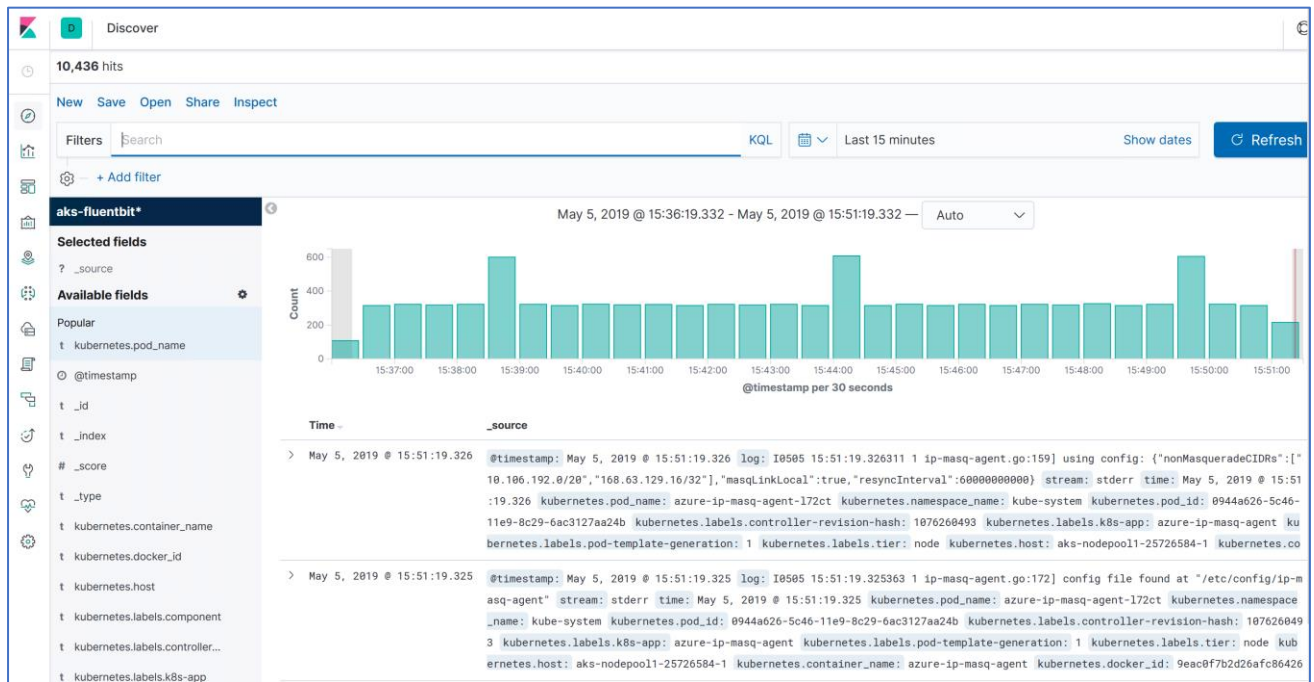 D Discover
10,436 hits
New Save Open Share Inspect
Filters Search KQL Last 15 minutes Show dates Refresh
+ Add filter
aks-fluentbit*
May 5, 2019 @ 15:36:19.332 - May 5, 2019 @ 15:51:19.332 — Auto
Selected fields
? _source
Available fields
Popular
t kubernetes.pod_name
@timestamp
t _id
t _index
# _score
t _type
t kubernetes.container_name
t kubernetes.docker_id
t kubernetes.host
t kubernetes.labels.component
t kubernetes.labels.controller...
t kubernetes.labels.k8s-app
Count
600
400
200
0
15:37:00 15:38:00 15:39:00 15:40:00 15:41:00 15:42:00 15:43:00 15:44:00 15:45:00 15:46:00 15:47:00 15:48:00 15:49:00 15:50:00 15:51:00
@timestamp per 30 seconds
Time _source
May 5, 2019 @ 15:51:19.326 @timestamp: May 5, 2019 @ 15:51:19.326 log: I0505 15:51:19.326311 1 ip-masq-agent.go:159] using config: {"nonMasqueradeCIDRs":["
10.106.192.0/20","168.63.129.16/32"],"masqLinkLocal":true,"resyncInterval":60000000000} stream: stderr time: May 5, 2019 @ 15:51
:19.326 kubernetes.pod_name: azure-ip-masq-agent-l72ct kubernetes.namespace_name: kube-system kubernetes.pod_id: 0944a626-5c46-
11e9-8c29-6ac3127aa24b kubernetes.labels.controller-revision-hash: 1076260493 kubernetes.labels.k8s-app: azure-ip-masq-agent ku
bernetes.labels.pod-template-generation: 1 kubernetes.labels.tier: node kubernetes.host: aks-nodepool1-25726584-1 kubernetes.co
May 5, 2019 @ 15:51:19.325 @timestamp: May 5, 2019 @ 15:51:19.325 log: I0505 15:51:19.325363 1 ip-masq-agent.go:172] config file found at "/etc/config/ip-m
asq-agent" stream: stderr time: May 5, 2019 @ 15:51:19.325 kubernetes.pod_name: azure-ip-masq-agent-l72ct kubernetes.namespace
_name: kube-system kubernetes.pod_id: 0944a626-5c46-11e9-8c29-6ac3127aa24b kubernetes.labels.controller-revision-hash: 107626049
3 kubernetes.labels.k8s-app: azure-ip-masq-agent kubernetes.labels.pod-template-generation: 1 kubernetes.labels.tier: node kub
ernetes.host: aks-nodepool1-25726584-1 kubernetes.container_name: azure-ip-masq-agent kubernetes.docker_id: 9eac0f7b2d26afc86426